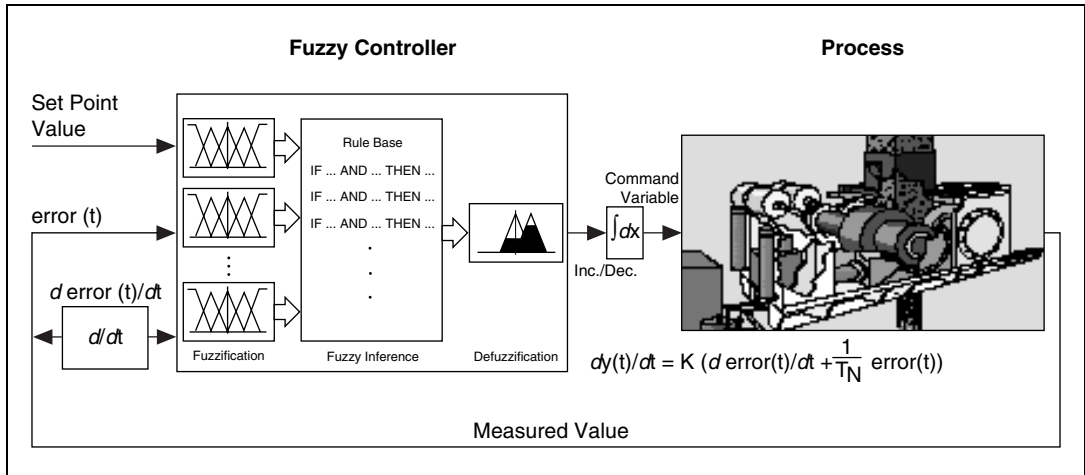 Fuzzy Controller
Process
Set Point
Value
error (t)
d error (t)/dt
d/dt
Rule Base
IF ... AND ... THEN ...
IF ... AND ... THEN ...
IF ... AND ... THEN ...
.
.
.
Fuzzification
Fuzzy Inference
Defuzzification
Command
Variable
∫dx
Inc./Dec.
dy(t)/dt = K (d error(t)/dt + 1/T_N error(t))
Measured Value